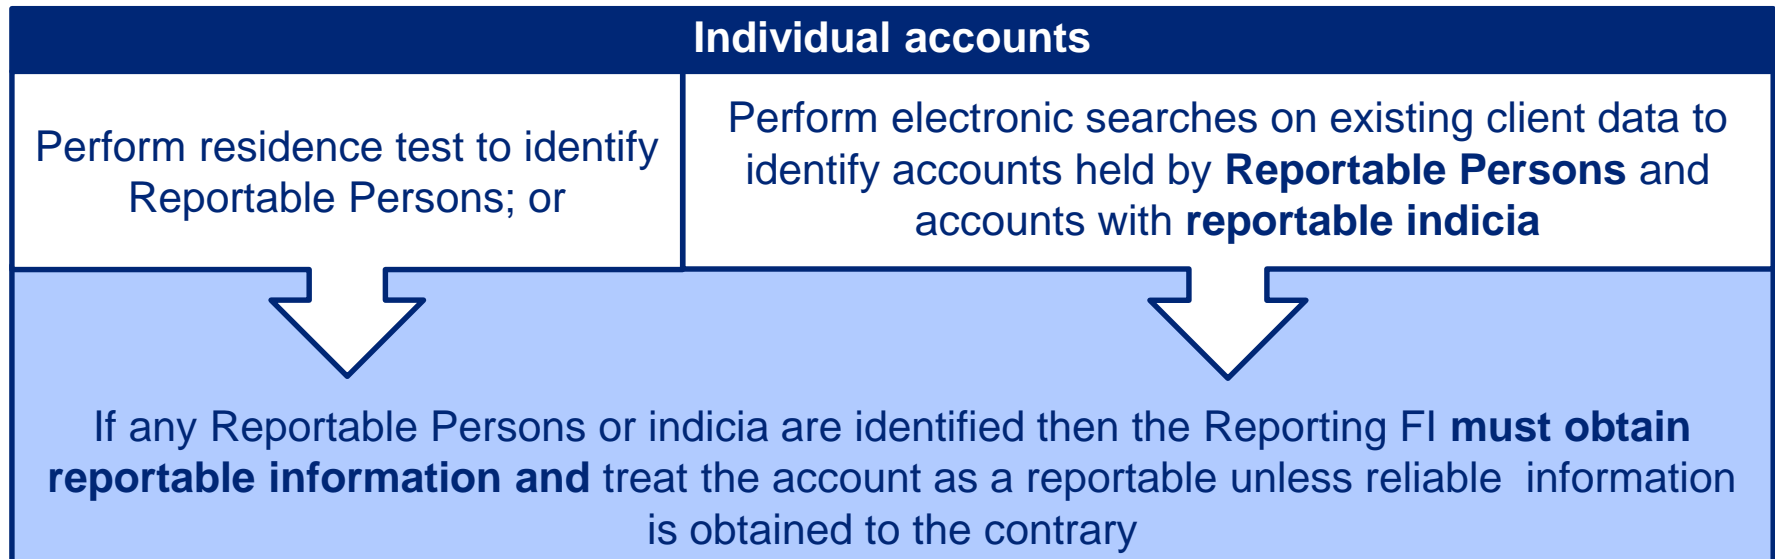 Individual accounts
Perform residence test to identify
Reportable Persons; or
Perform electronic searches on existing client data to
identify accounts held by Reportable Persons and
accounts with reportable indicia
If any Reportable Persons or indicia are identified then the Reporting FI must obtain
reportable information and treat the account as a reportable unless reliable  information
is obtained to the contrary